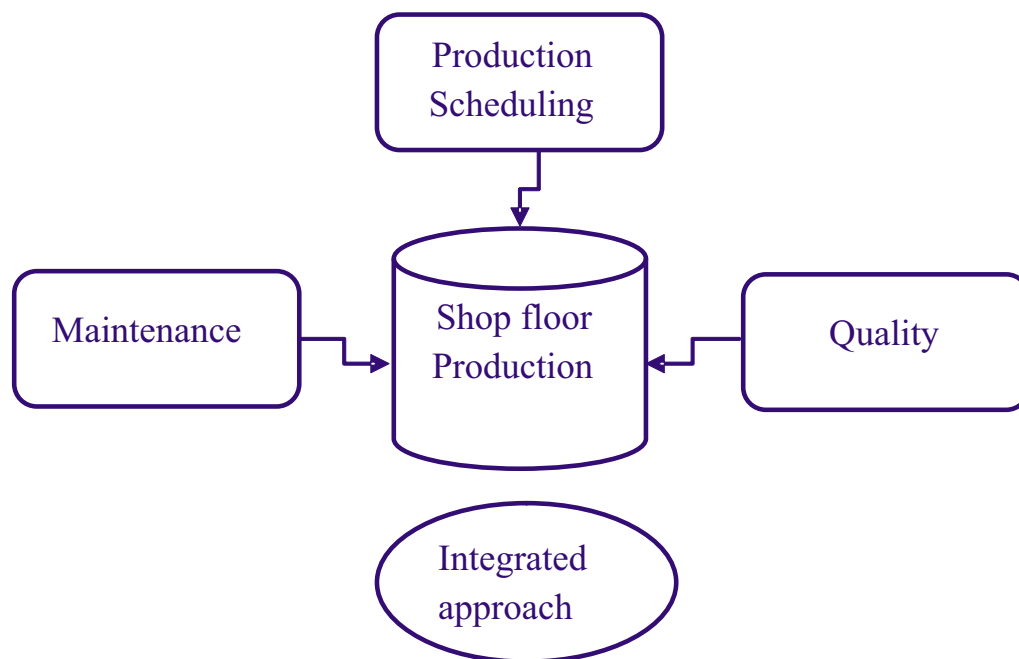 Production
Scheduling
Maintenance
Shop floor
Production
Quality
Integrated
approach